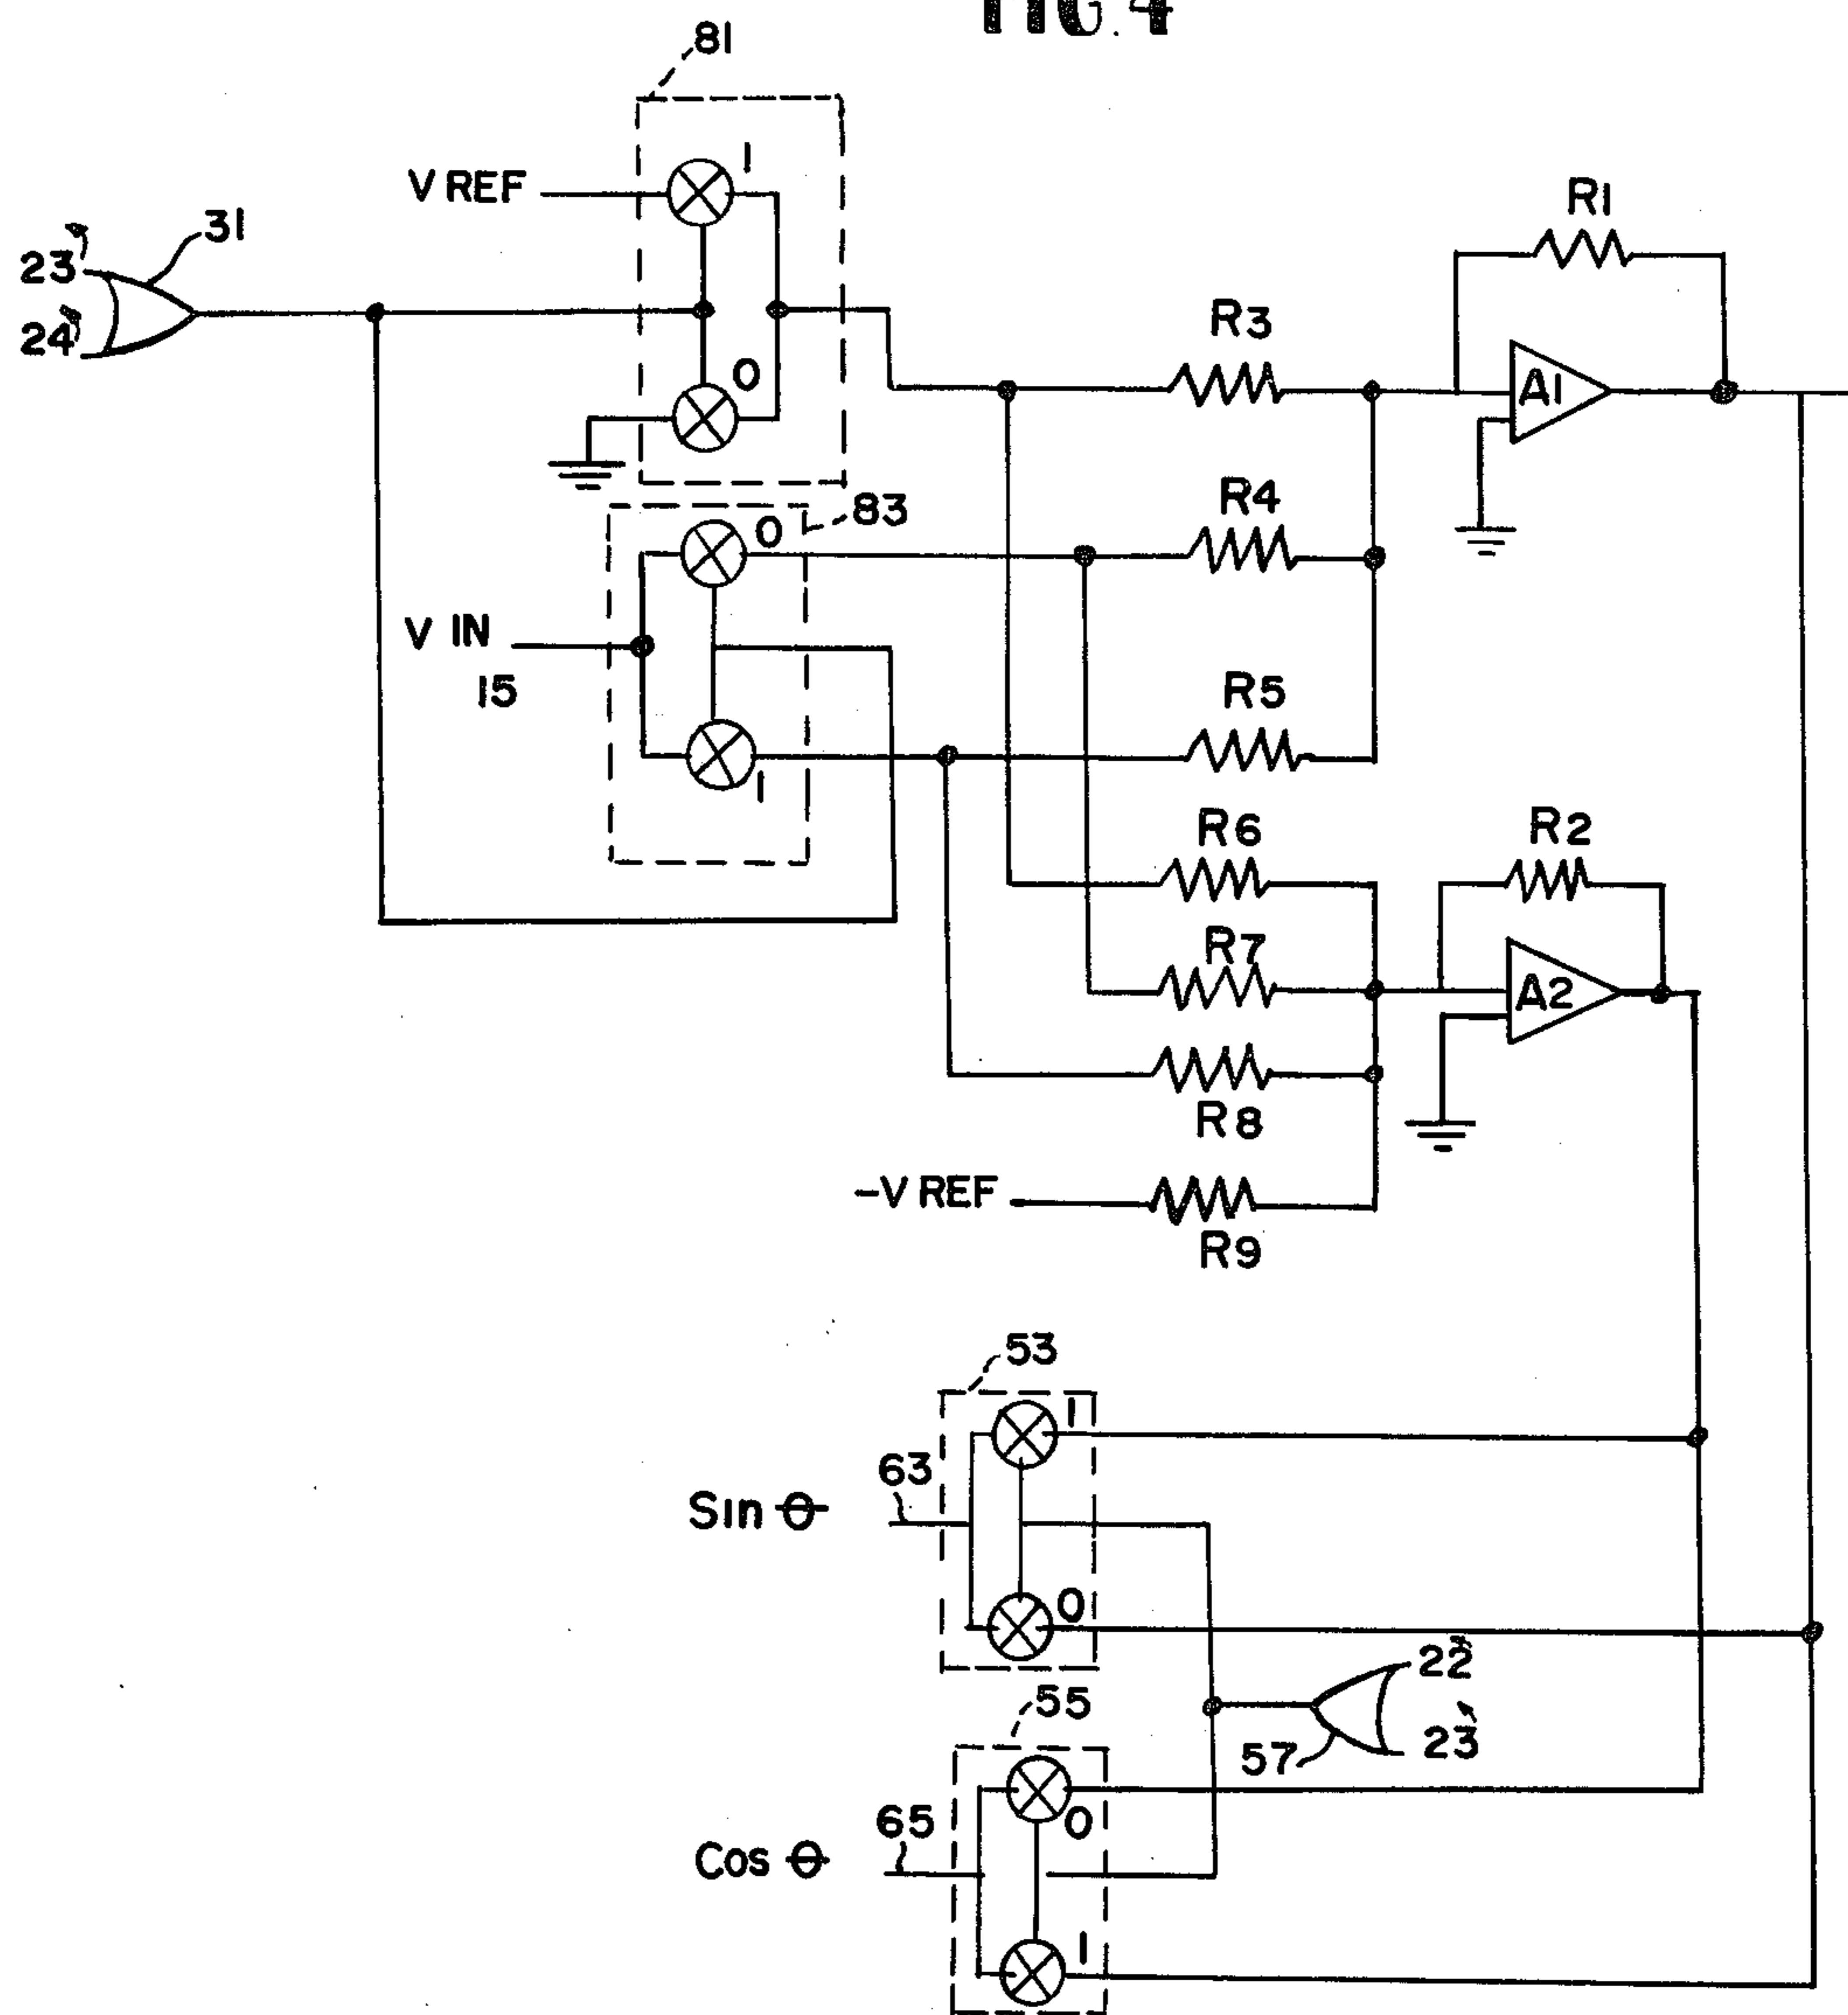 FIG. 4
81
V REF
1
23
24
31
0
R1
R3
A1
R4
83
0
V IN
15
R5
1
R6
R2
R7
A2
R8
-V REF
R9
53
1
63
Sin θ
0
22
23
57
55
0
65
Cos θ
1